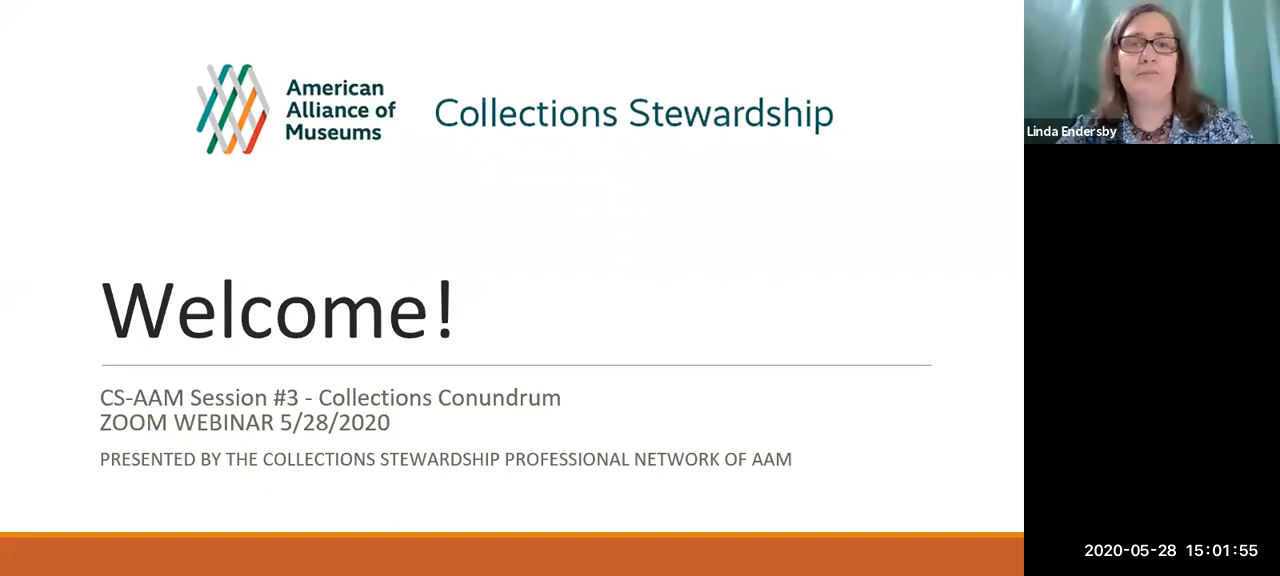 American
Alliance of
Museums
Collections Stewardship
Linda Endersby
Welcome!
CS-AAM Session #3 - Collections Conundrum
ZOOM WEBINAR 5/28/2020
PRESENTED BY THE COLLECTIONS STEWARDSHIP PROFESSIONAL NETWORK OF AAM
2020-05-28 15:01:55